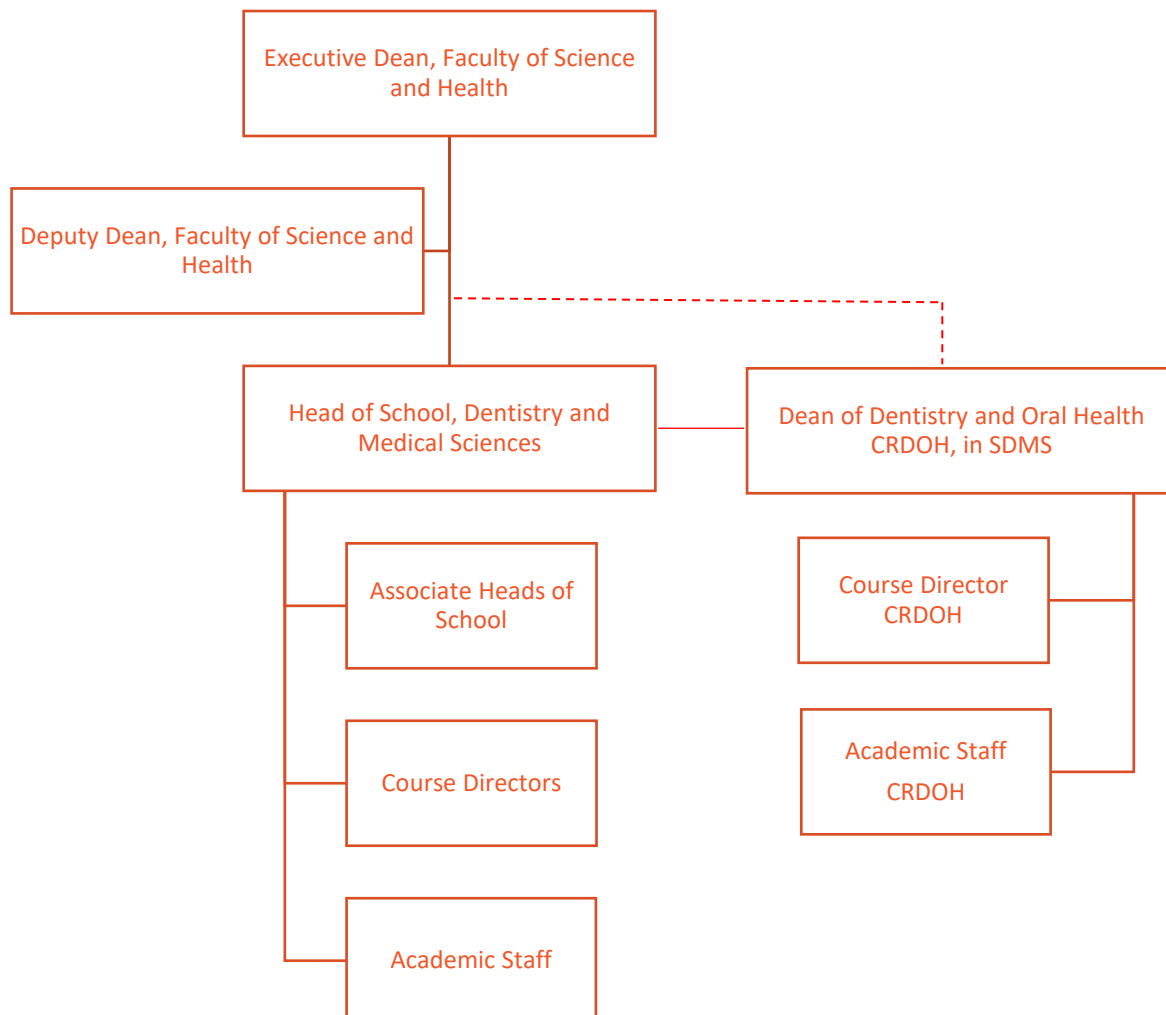 Executive Dean, Faculty of Science
and Health
Deputy Dean, Faculty of Science and
Health
Head of School, Dentistry and
Medical Sciences
Dean of Dentistry and Oral Health
CRDOH, in SDMS
Associate Heads of
School
Course Director
CRDOH
Course Directors
Academic Staff
CRDOH
Academic Staff